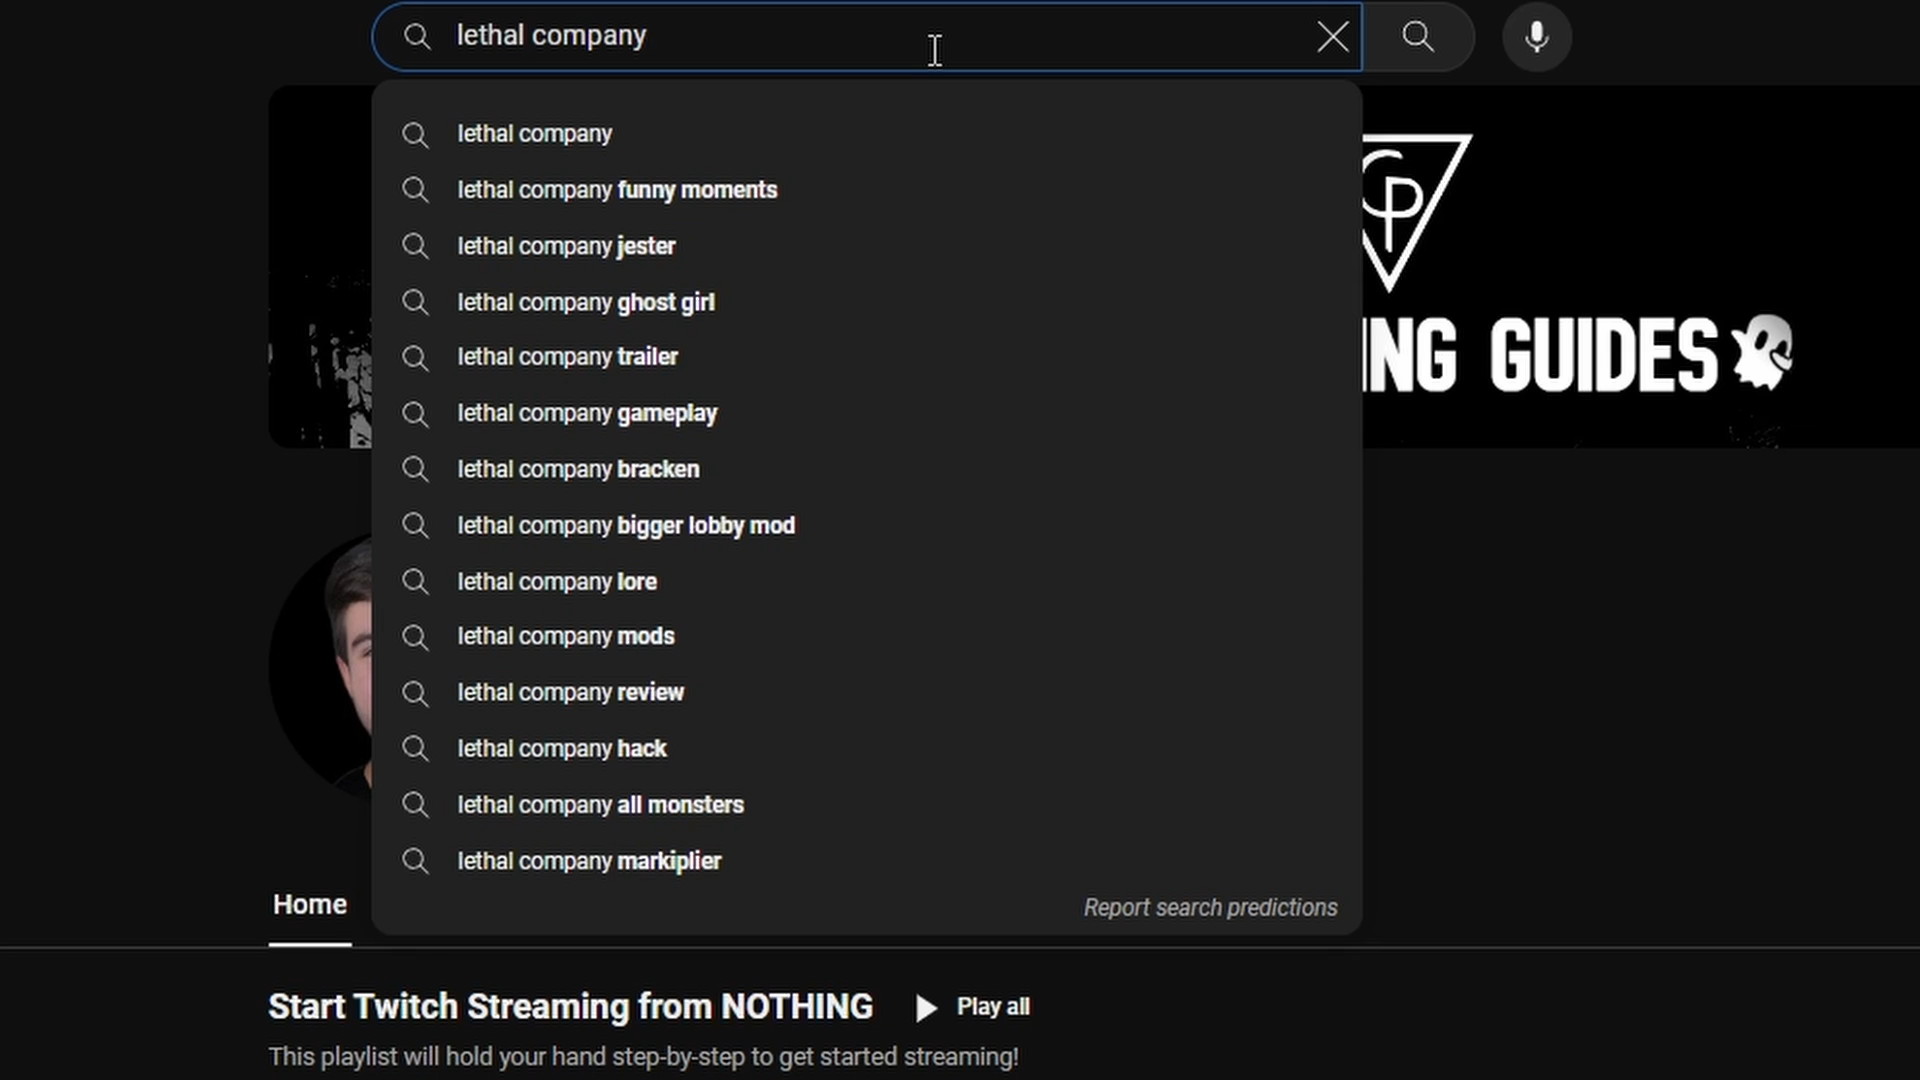 lethal company
lethal company
lethal company funny moments
lethal company jester
lethal company ghost girl
lethal company trailer
lethal company gameplay
lethal company bracken
lethal company bigger lobby mod
lethal company lore
lethal company mods
lethal company review
lethal company hack
lethal company all monsters
lethal company markiplier
Report search predictions
GUIDES
Home
Start Twitch Streaming from NOTHING
Play all
This playlist will hold your hand step-by-step to get started streaming!